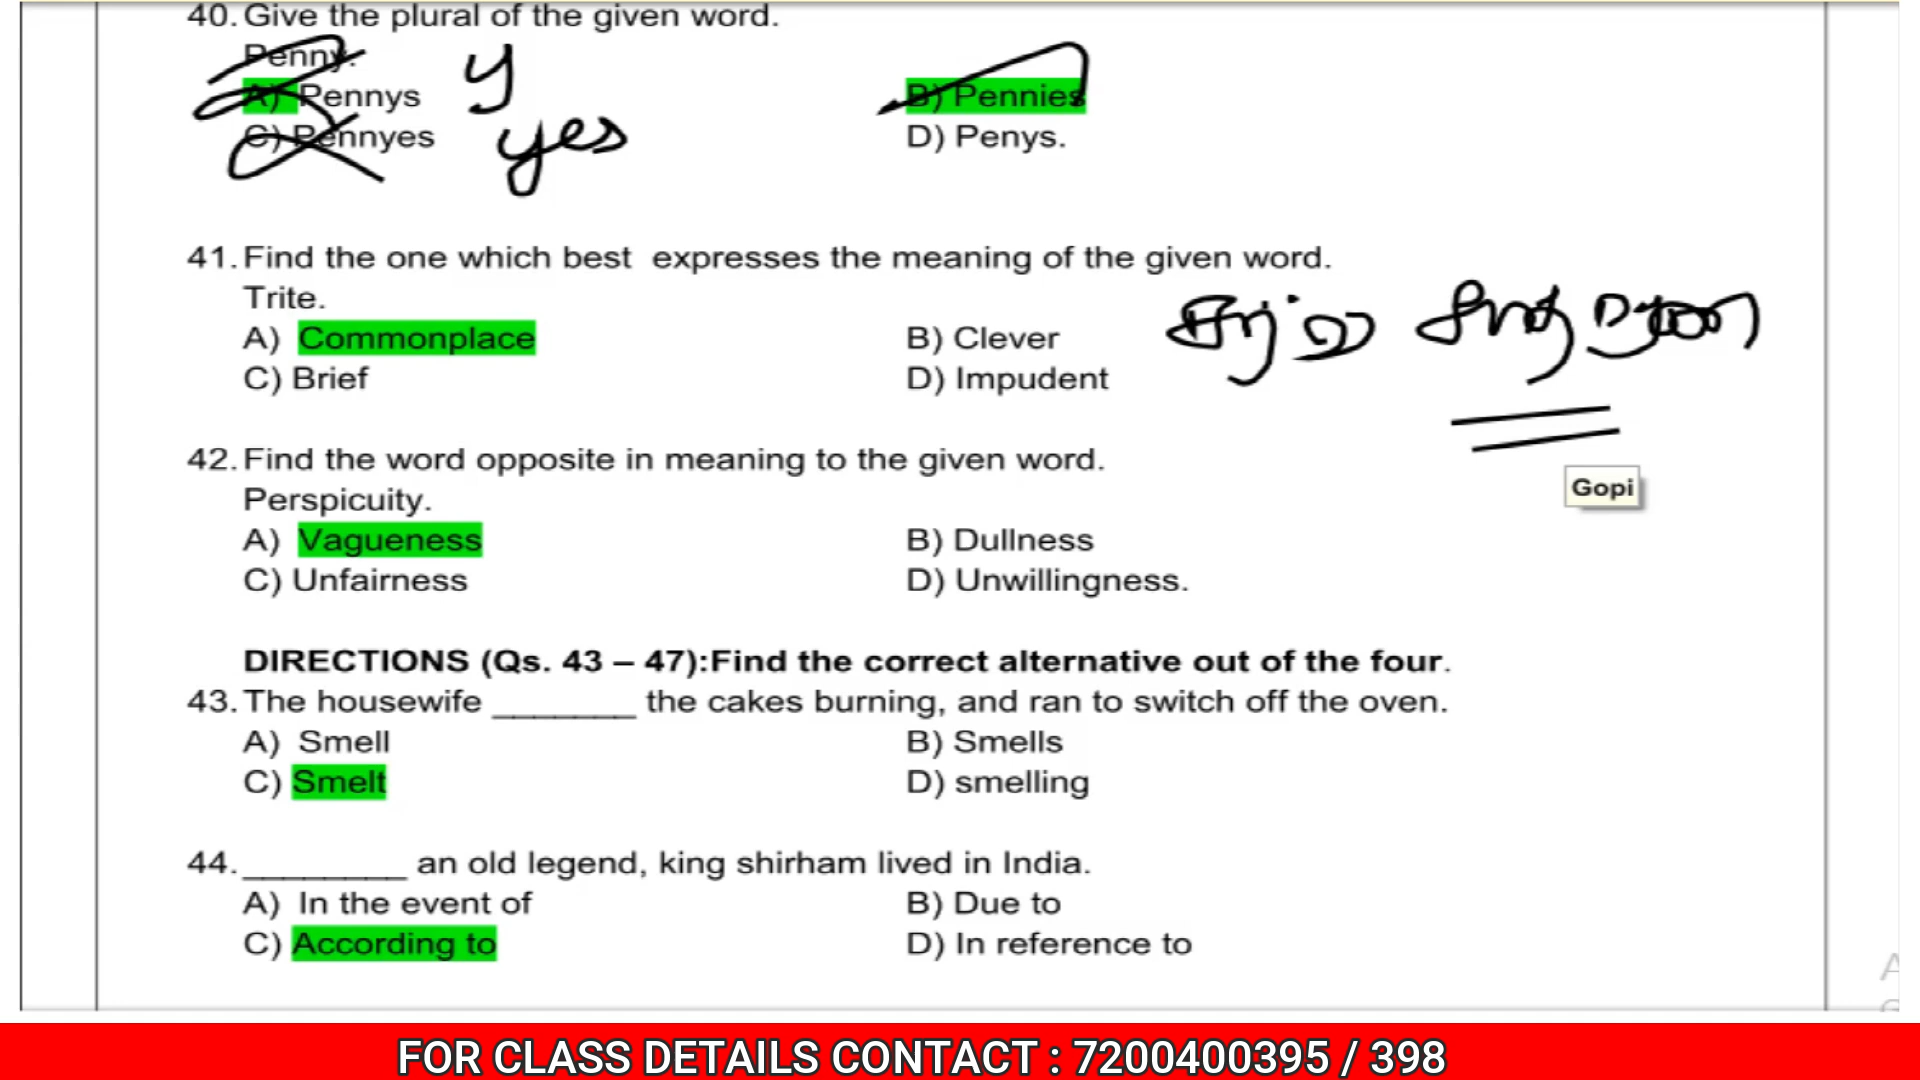 40. Give the plural of the given word.
Penny.
A) Pennys
B) Pennies
C) Pennyes
D) Penys.
y
yes
41. Find the one which best expresses the meaning of the given word.
Trite.
A) Commonplace
B) Clever
C) Brief
D) Impudent
42. Find the word opposite in meaning to the given word.
Perspicuity.
A) Vagueness
B) Dullness
C) Unfairness
D) Unwillingness.
Gopi
DIRECTIONS (Qs. 43 – 47):Find the correct alternative out of the four.
43. The housewife _______ the cakes burning, and ran to switch off the oven.
A) Smell
B) Smells
C) Smelt
D) smelling
44. ________ an old legend, king shirham lived in India.
A) In the event of
B) Due to
C) According to
D) In reference to
FOR CLASS DETAILS CONTACT : 7200400395 / 398